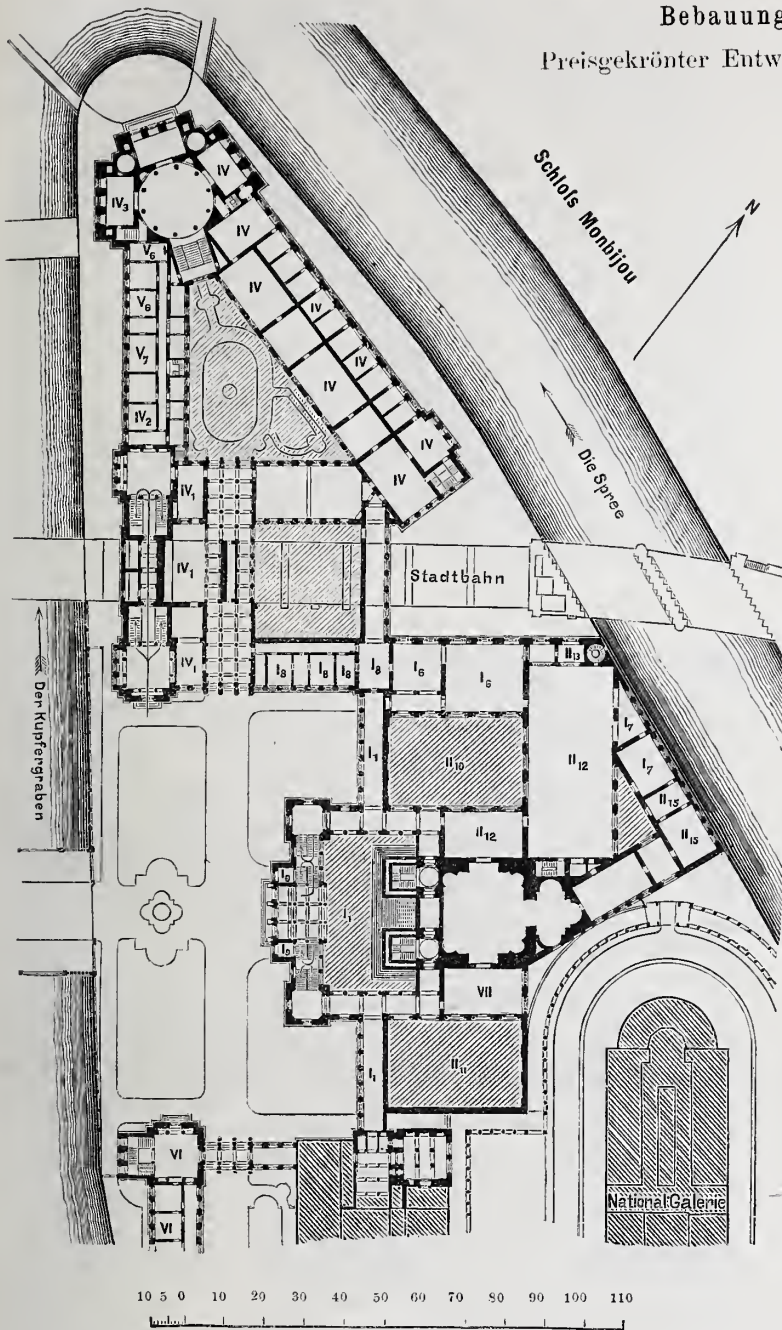 Bebauung
Preisgekrönter Entw
Schloſs Monbijou
N
IV
IV₃
IV
V₆
IV
V₆
IV
IV
V₇
IV
IV
IV₂
IV
IV
IV₁
Die Spree
IV₁
Stadtbahn
IV₁
I₈
I₈
I₈
I₈
I₆
I₆
II₁₃
Der Kupfergraben
I₁
II₁₀
II₁₂
I₇
I₇
II₁₅
II₁₅
II₁₂
I₉
I₁
I₉
VII
I₁
II₁₁
VI
VI
National Galerie
10 5 0 10 20 30 40 50 60 70 80 90 100 110